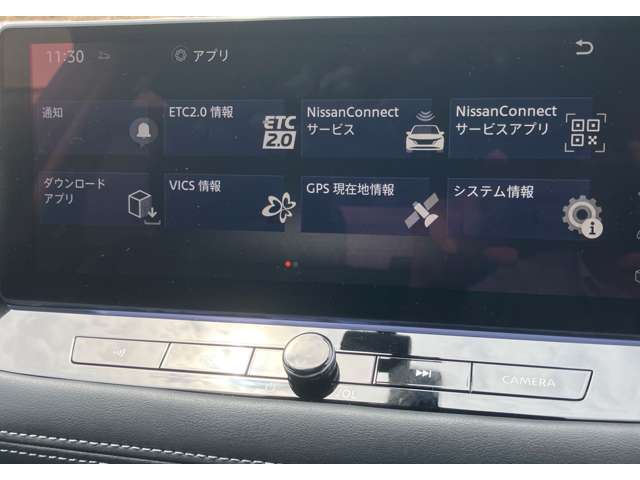 11:30
アプリ
通知
ETC2.0 情報
ETC
2.0
NissanConnect
サービス
NissanConnect
サービスアプリ
ダウンロード
アプリ
VICS 情報
GPS 現在地情報
システム情報
VOL
CAMERA